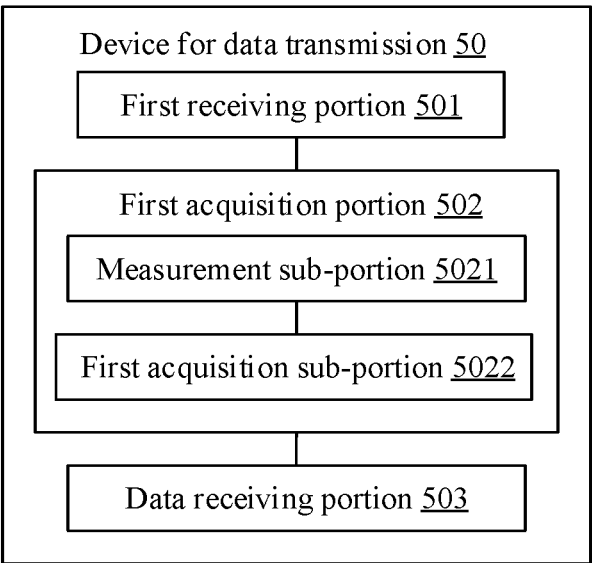 Device for data transmission 50
First receiving portion 501
First acquisition portion 502
Measurement sub-portion 5021
First acquisition sub-portion 5022
Data receiving portion 503